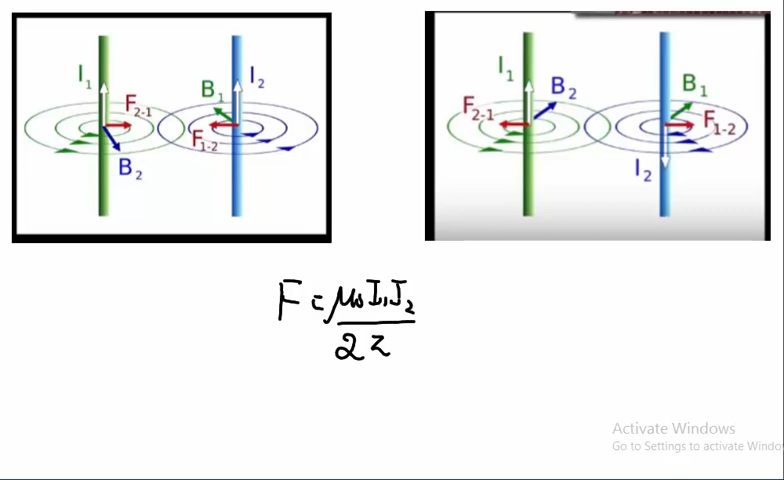 I₁ I₂ B₁ F₂₋₁ F₁₋₂ B₂
I₁ B₂ B₁ F₂₋₁ F₁₋₂ I₂
F = μ₀I₁I₂
2 z
Activate Windows
Go to Settings to activate Windo